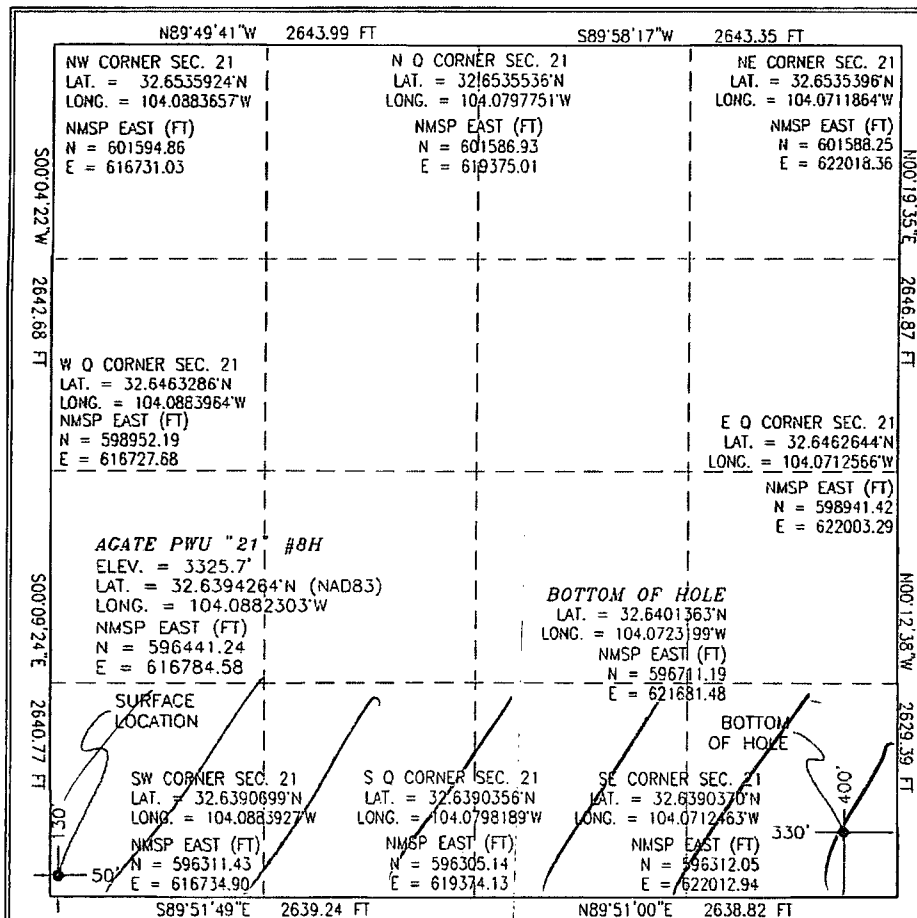 N89°49'41"W 2643.99 FT S89°58'17"W 2643.35 FT
NW CORNER SEC. 21
LAT. = 32.6535924°N
LONG. = 104.0883657°W
NMSP EAST (FT)
N = 601594.86
E = 616731.03
N Q CORNER SEC. 21
LAT. = 32.6535536°N
LONG. = 104.0797751°W
NMSP EAST (FT)
N = 601586.93
E = 619375.01
NE CORNER SEC. 21
LAT. = 32.6535396°N
LONG. = 104.0711864°W
NMSP EAST (FT)
N = 601588.25
E = 622018.36
S00°04'22"W 2642.68 FT
N00°19'35"E 2646.87 FT
W Q CORNER SEC. 21
LAT. = 32.6463286°N
LONG. = 104.0883964°W
NMSP EAST (FT)
N = 598952.19
E = 616727.68
E Q CORNER SEC. 21
LAT. = 32.6462644°N
LONG. = 104.0712566°W
NMSP EAST (FT)
N = 598941.42
E = 622003.29
AGATE PWU "21" #8H
ELEV. = 3325.7'
LAT. = 32.6394264°N (NAD83)
LONG. = 104.0882303°W
NMSP EAST (FT)
N = 596441.24
E = 616784.58
BOTTOM OF HOLE
LAT. = 32.6401363°N
LONG. = 104.0723199°W
NMSP EAST (FT)
N = 596711.19
E = 621681.48
S00°09'24"E 2640.77 FT
N00°12'38"W 2629.39 FT
SURFACE
LOCATION
BOTTOM
OF HOLE
SW CORNER SEC. 21
LAT. = 32.6390699°N
LONG. = 104.0883927°W
NMSP EAST (FT)
N = 596311.43
E = 616734.90
S Q CORNER SEC. 21
LAT. = 32.6390356°N
LONG. = 104.0798189°W
NMSP EAST (FT)
N = 596305.14
E = 619374.13
SE CORNER SEC. 21
LAT. = 32.6390370°N
LONG. = 104.0712463°W
NMSP EAST (FT)
N = 596312.05
E = 622012.94
130
50'
400'
330'
S89°51'49"E 2639.24 FT N89°51'00"E 2638.82 FT